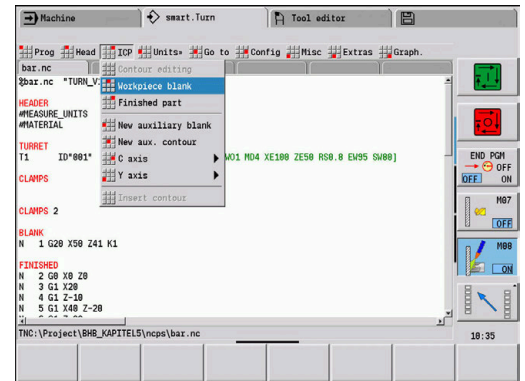 Machine
smart.Turn
Tool editor
Prog Head ICP Units» Go to Config Misc Extras Graph.
bar.nc
Contour editing
Workpiece blank
Finished part
New auxiliary blank
New aux. contour
C axis
Y axis
Insert contour
%bar.nc "TURN_V
HEADER
#MEASURE_UNITS
#MATERIAL
TURRET
T1 ID"001" WO1 MD4 XE100 ZE50 RS0.8 EW95 SW80]
CLAMPS
CLAMPS 2
BLANK
N 1 G20 X50 Z41 K1
FINISHED
N 2 G0 X0 Z0
N 3 G1 X20
N 4 G1 Z-10
N 5 G1 X40 Z-20
TNC:\Project\BHB_KAPITEL5\ncps\bar.nc
END PGM
OFF
OFF ON
M07
OFF
ON
10:35